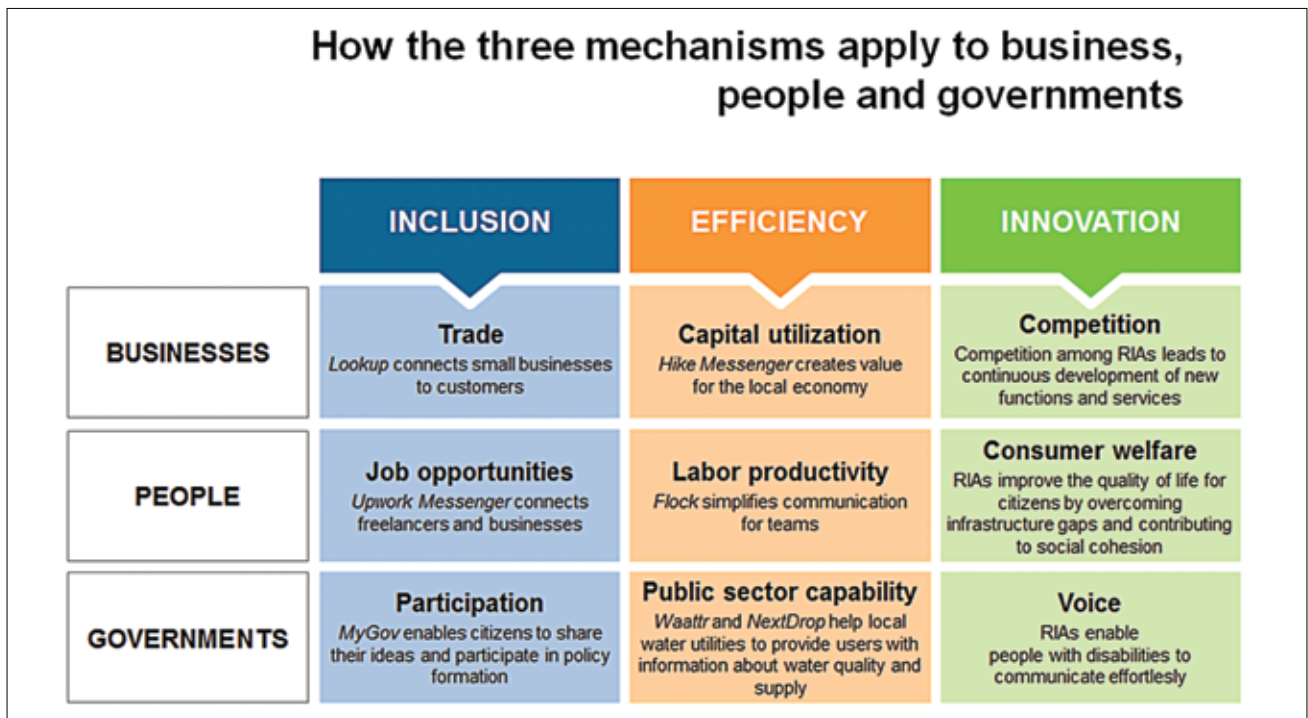 How the three mechanisms apply to business,
people and governments
INCLUSION
EFFICIENCY
INNOVATION
BUSINESSES
Trade
Lookup connects small businesses
to customers
Capital utilization
Hike Messenger creates value
for the local economy
Competition
Competition among RIAs leads to
continuous development of new
functions and services
PEOPLE
Job opportunities
Upwork Messenger connects
freelancers and businesses
Labor productivity
Flock simplifies communication
for teams
Consumer welfare
RIAs improve the quality of life for
citizens by overcoming
infrastructure gaps and contributing
to social cohesion
GOVERNMENTS
Participation
MyGov enables citizens to share
their ideas and participate in policy
formation
Public sector capability
Waattr and NextDrop help local
water utilities to provide users with
information about water quality and
supply
Voice
RIAs enable
people with disabilities to
communicate effortlesly